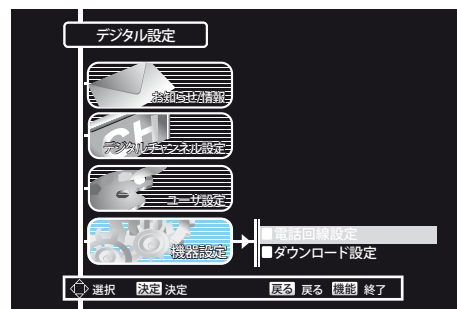 デジタル設定
お知らせ/情報
CH
デジタルチャンネル設定
ユーザ設定
機器設定
■電話回線設定
■ダウンロード設定
選択 決定 決定 戻る 戻る 機能 終了